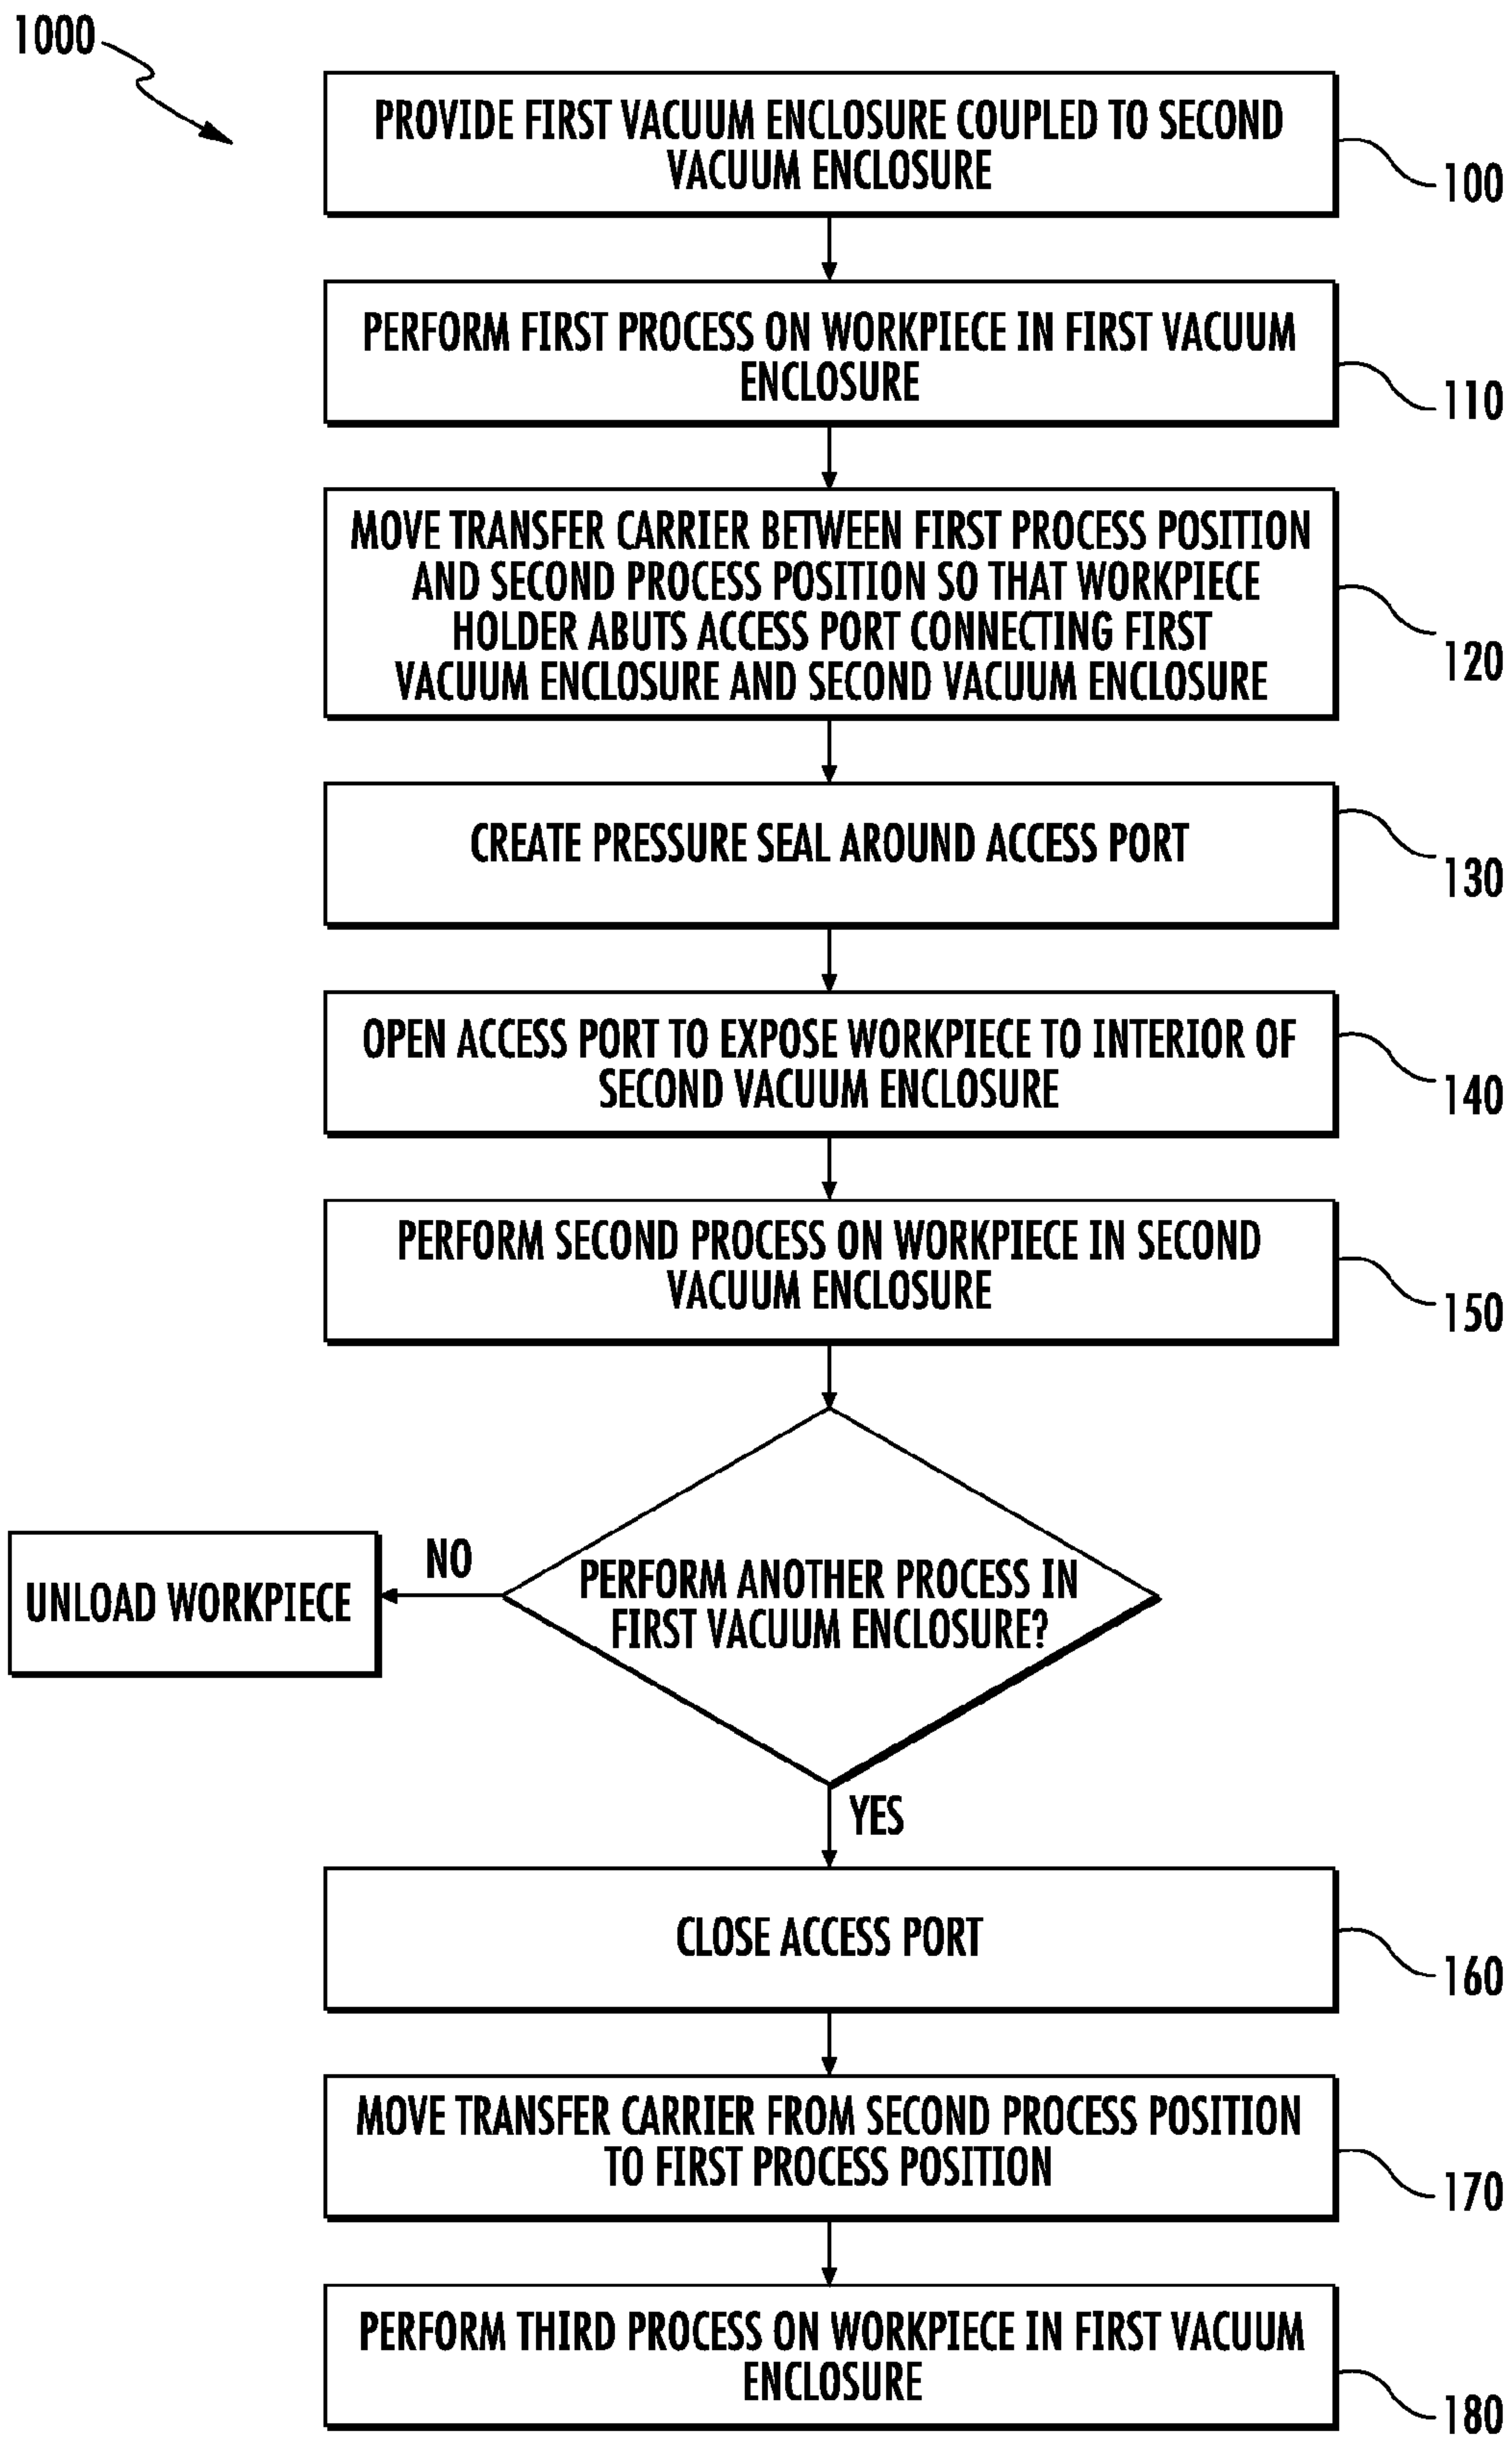 1000
PROVIDE FIRST VACUUM ENCLOSURE COUPLED TO SECOND
VACUUM ENCLOSURE
100
PERFORM FIRST PROCESS ON WORKPIECE IN FIRST VACUUM
ENCLOSURE
110
MOVE TRANSFER CARRIER BETWEEN FIRST PROCESS POSITION
AND SECOND PROCESS POSITION SO THAT WORKPIECE
HOLDER ABUTS ACCESS PORT CONNECTING FIRST
VACUUM ENCLOSURE AND SECOND VACUUM ENCLOSURE
120
CREATE PRESSURE SEAL AROUND ACCESS PORT
130
OPEN ACCESS PORT TO EXPOSE WORKPIECE TO INTERIOR OF
SECOND VACUUM ENCLOSURE
140
PERFORM SECOND PROCESS ON WORKPIECE IN SECOND
VACUUM ENCLOSURE
150
PERFORM ANOTHER PROCESS IN
FIRST VACUUM ENCLOSURE?
NO
UNLOAD WORKPIECE
YES
CLOSE ACCESS PORT
160
MOVE TRANSFER CARRIER FROM SECOND PROCESS POSITION
TO FIRST PROCESS POSITION
170
PERFORM THIRD PROCESS ON WORKPIECE IN FIRST VACUUM
ENCLOSURE
180